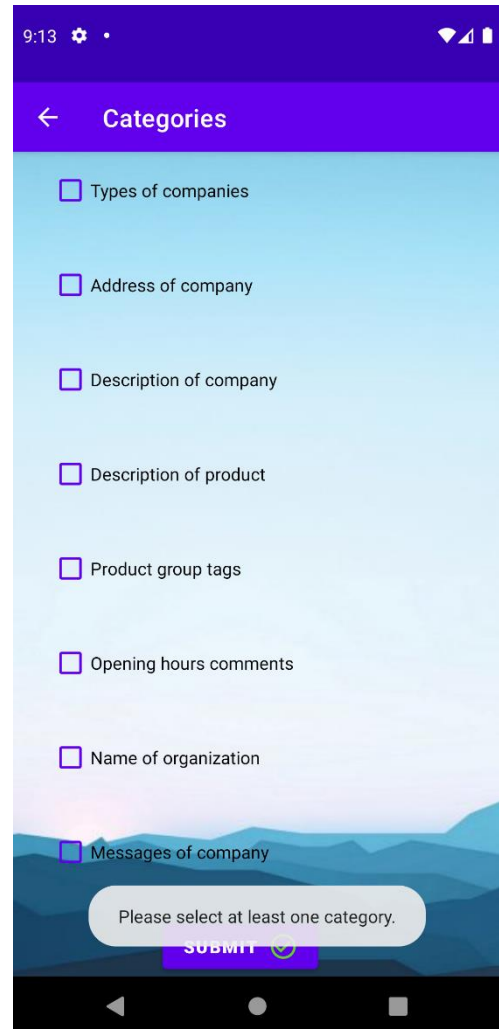 9:13
Categories
Types of companies
Address of company
Description of company
Description of product
Product group tags
Opening hours comments
Name of organization
Messages of company
Please select at least one category.
SUBMIT